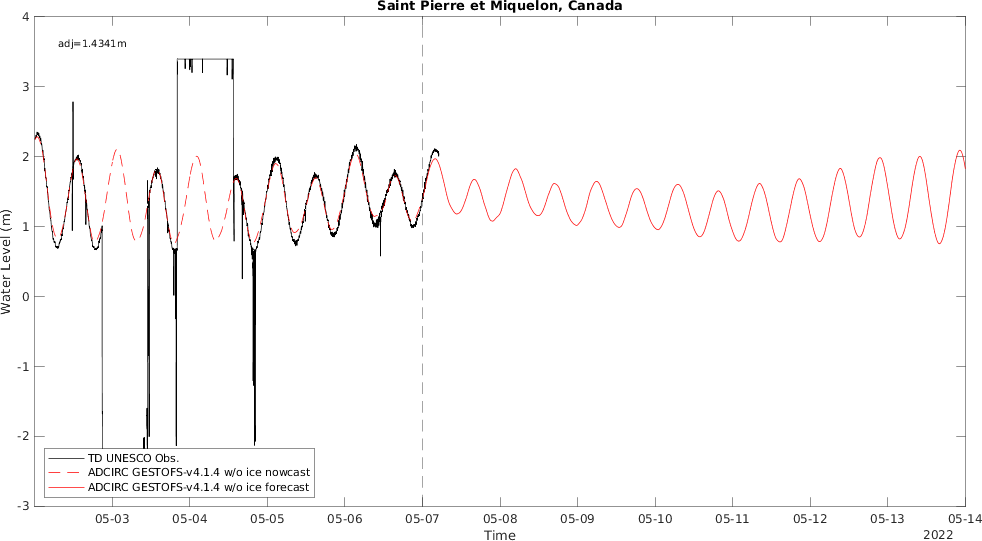 Saint Pierre et Miquelon, Canada
adj=1.4341m
4
3
2
1
0
-1
-2
-3
Water Level (m)
TD UNESCO Obs.
ADCIRC GESTOFS-v4.1.4 w/o ice nowcast
ADCIRC GESTOFS-v4.1.4 w/o ice forecast
05-03 05-04 05-05 05-06 05-07 05-08 05-09 05-10 05-11 05-12 05-13 05-14
Time
2022